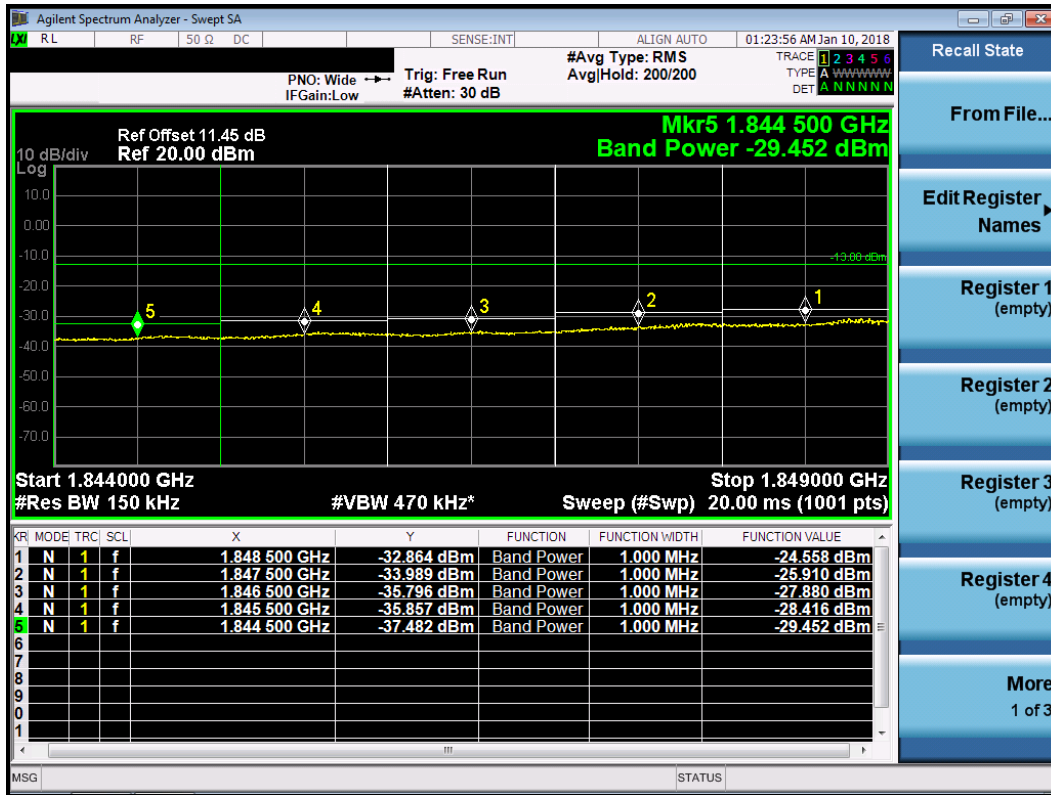 Agilent Spectrum Analyzer - Swept SA
LXI RL RF 50 Ω DC SENSE:INT ALIGN AUTO 01:23:56 AM Jan 10, 2018
#Avg Type: RMS TRACE 1 2 3 4 5 6
PNO: Wide Trig: Free Run Avg|Hold: 200/200 TYPE A WWWWW
IFGain:Low #Atten: 30 dB DET A N N N N N
Mkr5 1.844 500 GHz
Ref Offset 11.45 dB
10 dB/div Ref 20.00 dBm Band Power -29.452 dBm
Log
10.0
0.00
-10.0
-13.00 dBm
-20.0
-30.0
5 4 3 2 1
-40.0
-50.0
-60.0
-70.0
Start 1.844000 GHz Stop 1.849000 GHz
#Res BW 150 kHz #VBW 470 kHz* Sweep (#Swp) 20.00 ms (1001 pts)
KR MODE TRC SCL X Y FUNCTION FUNCTION WIDTH FUNCTION VALUE
1 N 1 f 1.848 500 GHz -32.864 dBm Band Power 1.000 MHz -24.558 dBm
2 N 1 f 1.847 500 GHz -33.989 dBm Band Power 1.000 MHz -25.910 dBm
3 N 1 f 1.846 500 GHz -35.796 dBm Band Power 1.000 MHz -27.880 dBm
4 N 1 f 1.845 500 GHz -35.857 dBm Band Power 1.000 MHz -28.416 dBm
5 N 1 f 1.844 500 GHz -37.482 dBm Band Power 1.000 MHz -29.452 dBm
6
7
8
9
0
1
MSG STATUS
Recall State
From File...
Edit Register
Names
Register 1
(empty)
Register 2
(empty)
Register 3
(empty)
Register 4
(empty)
More
1 of 3